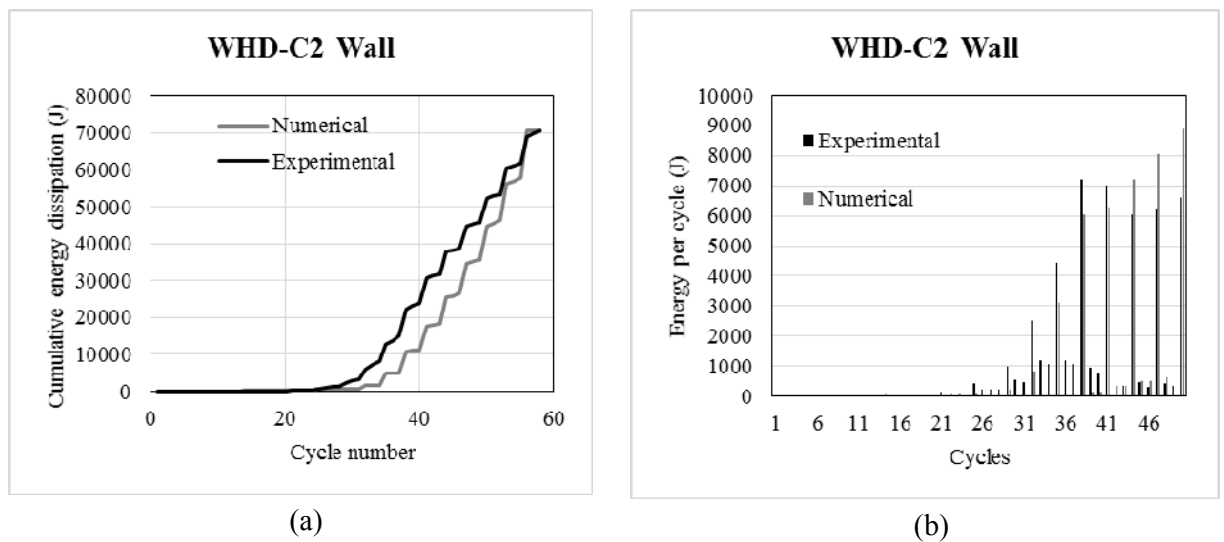 WHD-C2 Wall
Cumulative energy dissipation (J)
80000
70000
60000
50000
40000
30000
20000
10000
0
Numerical
Experimental
0 20 40 60
Cycle number
(a)
WHD-C2 Wall
Energy per cycle (J)
10000
9000
8000
7000
6000
5000
4000
3000
2000
1000
0
Experimental
Numerical
1 6 11 16 21 26 31 36 41 46
Cycles
(b)